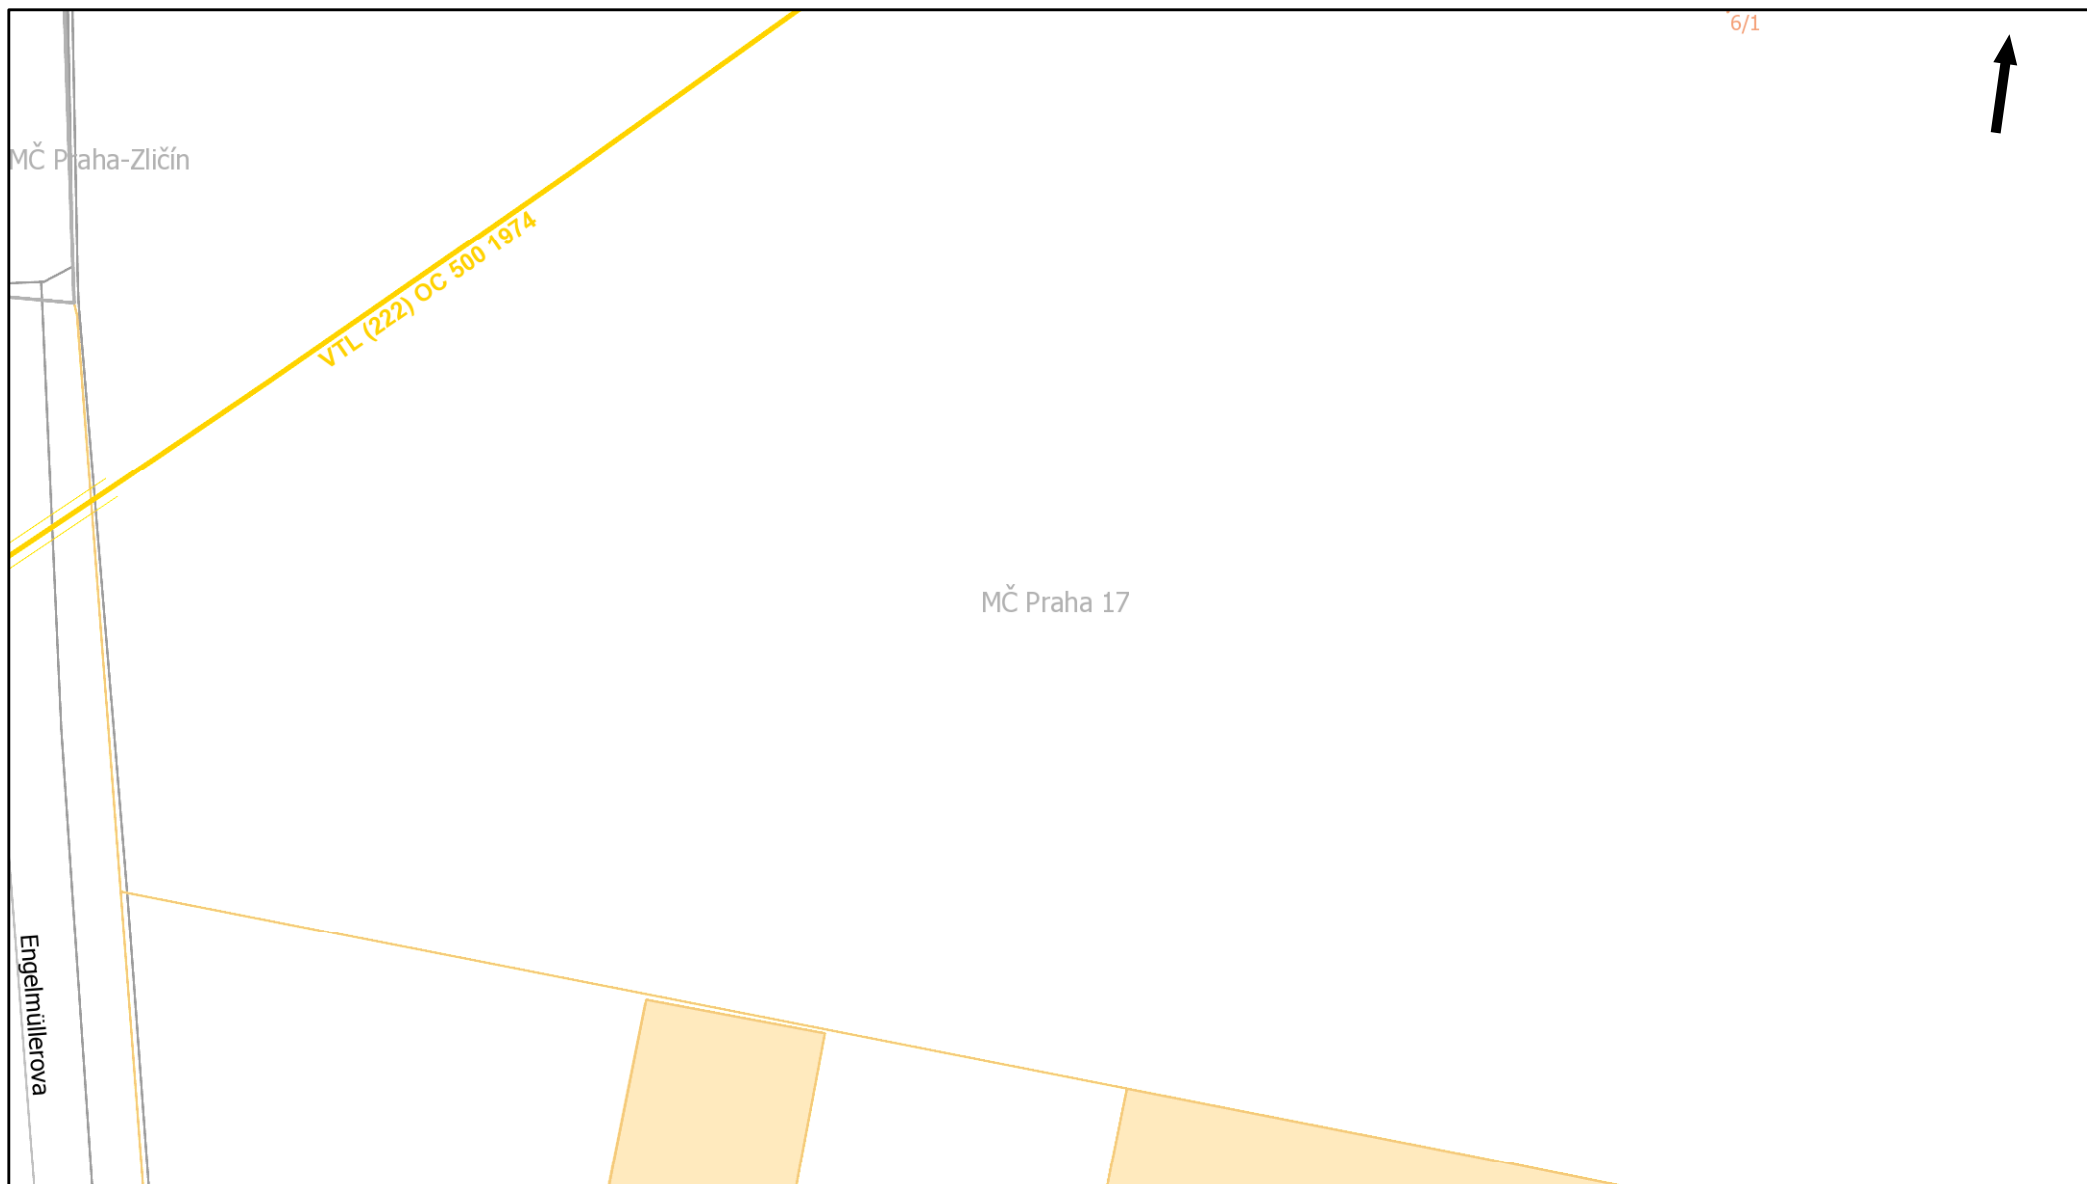 6/1
MČ Praha-Zličín
VTL (222) OC 500 1974
MČ Praha 17
Engelmüllerova